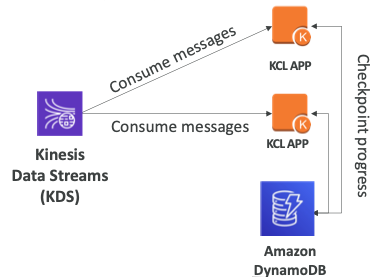 Consume messages
K
KCL APP
Consume messages
K
KCL APP
Checkpoint progress
Kinesis
Data Streams
(KDS)
Amazon
DynamoDB